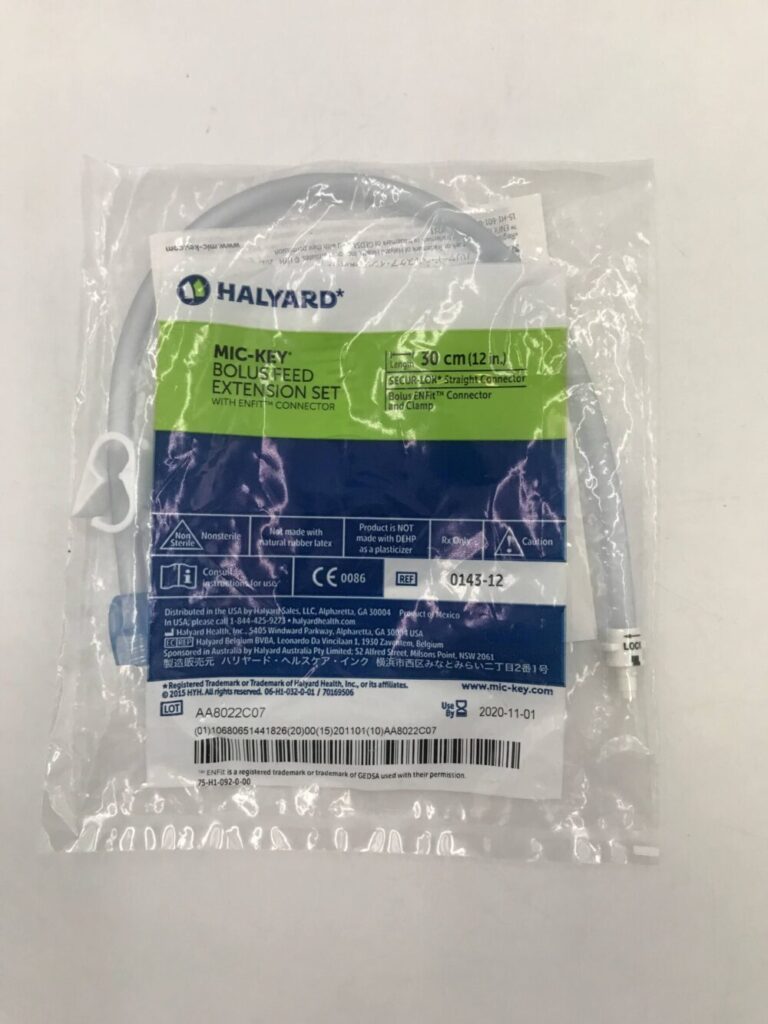 www.mic-key.com
HALYARD*
MIC-KEY*
BOLUS FEED
EXTENSION SET
WITH ENFIT™ CONNECTOR
Length 30 cm (12 in.)
SECUR-LOK* Straight Connector
Bolus ENFit™ Connector
and Clamp
Non Sterile
Nonsterile
Not made with
natural rubber latex
Product is NOT
made with DEHP
as a plasticizer
Rx Only
Caution
Consult
instructions for use
CE 0086
REF
0143-12
Distributed in the USA by Halyard Sales, LLC, Alpharetta, GA 30004 Product of Mexico
In USA, please call 1-844-425-9273 • halyardhealth.com
Halyard Health, Inc., 5405 Windward Parkway, Alpharetta, GA 30004 USA
EC REP Halyard Belgium BVBA, Leonardo Da Vincilaan 1, 1930 Zaventem, Belgium
Sponsored in Australia by Halyard Australia Pty Limited; 52 Alfred Street, Milsons Point, NSW 2061
製造販売元 ハリヤード・ヘルスケア・インク 横浜市西区みなとみらい二丁目2番1号
*Registered Trademark or Trademark of Halyard Health, Inc., or its affiliates.
© 2015 HYH. All rights reserved. 06-H1-032-0-01 / 70169506
www.mic-key.com
LOT AA8022C07
Use By 2020-11-01
(01)10680651441826(20)00(15)201101(10)AA8022C07
™ ENFit is a registered trademark or trademark of GEDSA used with their permission.
75-H1-092-0-00
LOCK